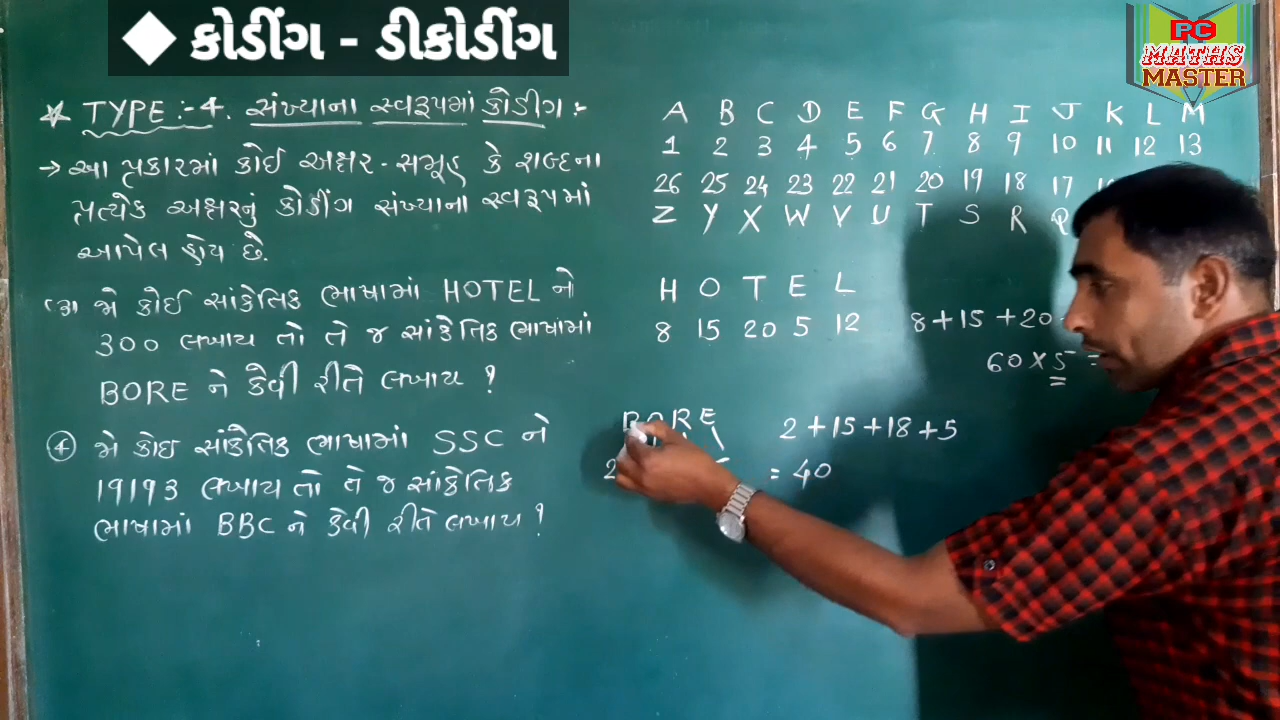 ◆ કોડીંગ - ડીકોડીંગ
PC
MATHS
MASTER
★ TYPE :- 4. સંખ્યાના સ્વરૂપમાં કોડીંગ :-
→ આ પ્રકારમાં કોઈ અક્ષર - સમૂહ કે શબ્દના
પ્રત્યેક અક્ષરનું કોડીંગ સંખ્યાના સ્વરૂપમાં
આપેલ હોય છે.
જો કોઈ સાંકેતિક ભાષામાં HOTEL નો
300 લખાય તો તે જ સાંકેતિક ભાષામાં
BORE ને કેવી રીતે લખાય ?
④ જો કોઇ સાંકેતિક ભાષામાં SSC ને
19193 લખાય તો તે જ સાંકેતિક
ભાષામાં BBC ને કેવી રીતે લખાય ?
A B C D E F G H I J K L M
1 2 3 4 5 6 7 8 9 10 11 12 13
26 25 24 23 22 21 20 19 18 17
Z Y X W V U T S R Q
H O T E L
8 15 20 5 12 8 + 15 + 20
60 × 5 =
BORE 2 + 15 + 18 + 5
2 = 40